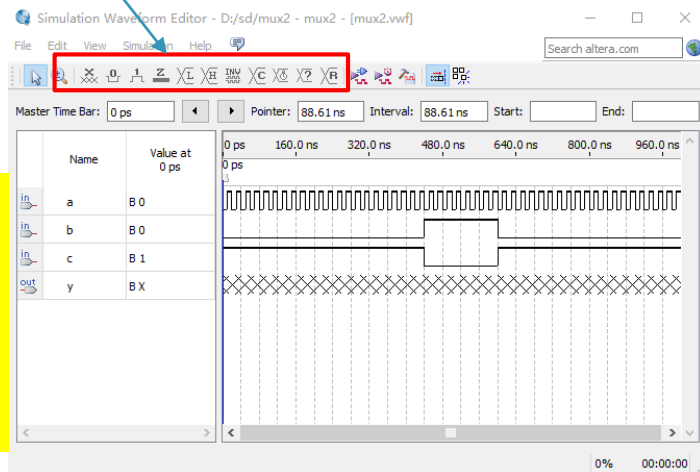 Simulation Waveform Editor - D:/sd/mux2 - mux2 - [mux2.vwf]
File Edit View Simulation Help
Search altera.com
Master Time Bar: 0 ps Pointer: 88.61 ns Interval: 88.61 ns Start: End:
Name Value at 0 ps
0 ps 160.0 ns 320.0 ns 480.0 ns 640.0 ns 800.0 ns 960.0 ns
0 ps
in a B 0
in b B 0
in c B 1
out y B X
0% 00:00:00